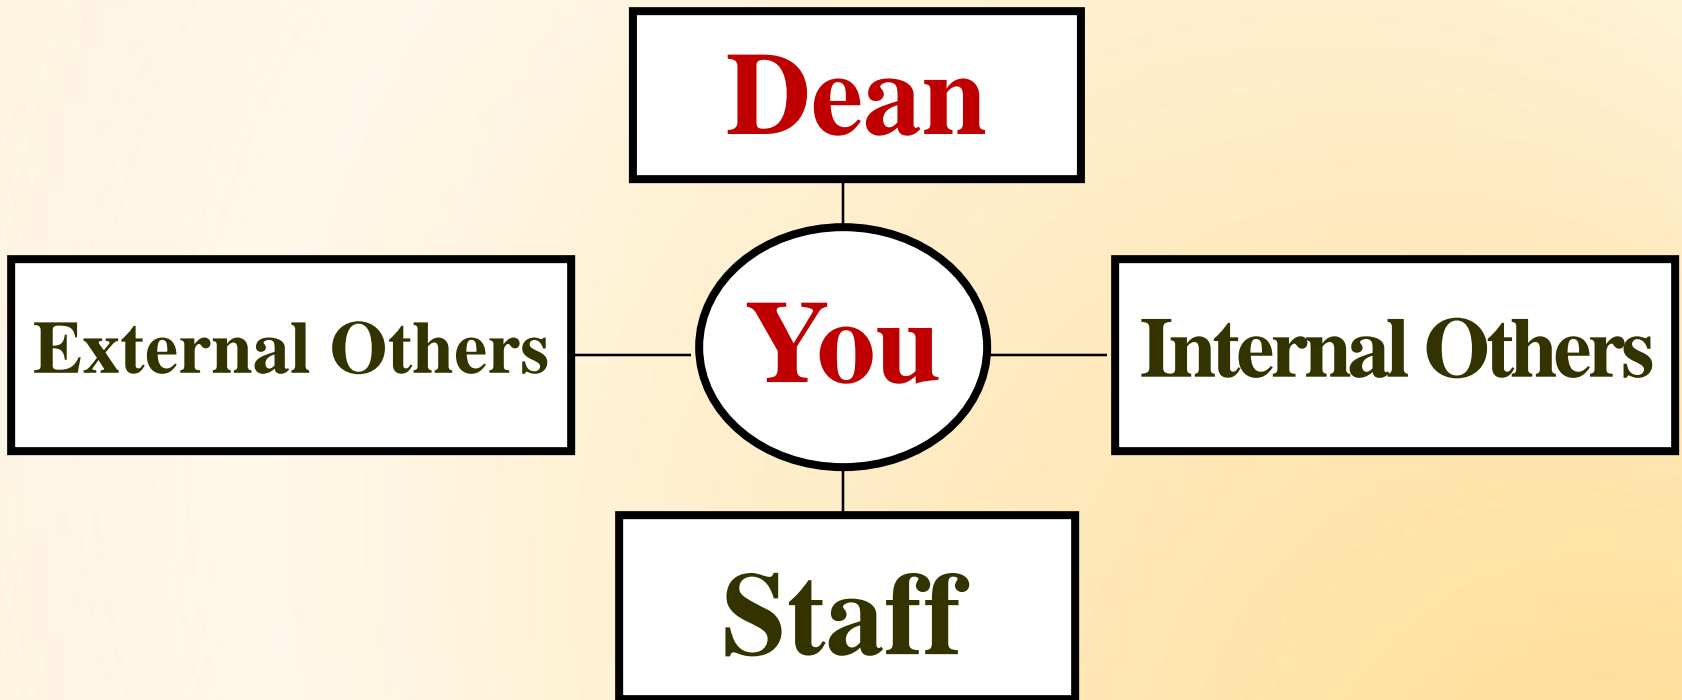 Dean
External Others
You
Internal Others
Staff